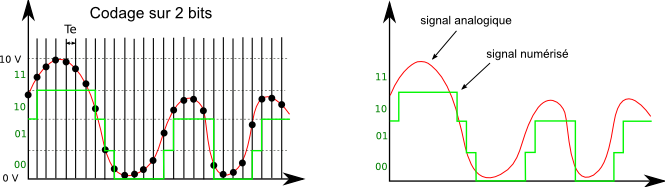 Codage sur 2 bits
Te
10 V
11
10
01
00
0 V
signal analogique
signal numérisé
11
10
01
00